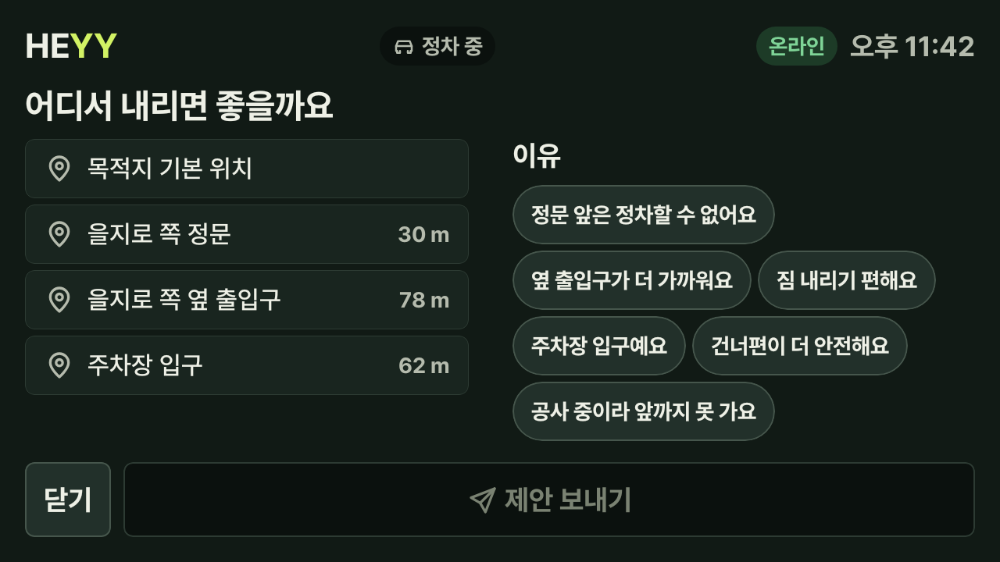 HEYY
정차 중
온라인
오후 11:42
어디서 내리면 좋을까요
목적지 기본 위치
을지로 쪽 정문 30 m
을지로 쪽 옆 출입구 78 m
주차장 입구 62 m
이유
정문 앞은 정차할 수 없어요
옆 출입구가 더 가까워요
짐 내리기 편해요
주차장 입구예요
건너편이 더 안전해요
공사 중이라 앞까지 못 가요
닫기
제안 보내기